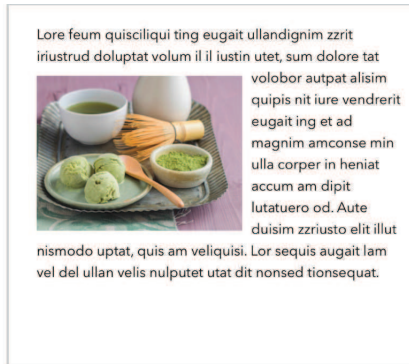 Lore feum quisciliqui ting eugait ullandignim zzrit
iriustrud doluptat volum il il iustin utet, sum dolore tat
volobor autpat alisim
quipis nit iure vendrerit
eugait ing et ad
magnim amconse min
ulla corper in heniat
accum am dipit
lutatuero od. Aute
duisim zzriusto elit illut
nismodo uptat, quis am veliquisi. Lor sequis augait lam
vel del ullan velis nulputet utat dit nonsed tionsequat.